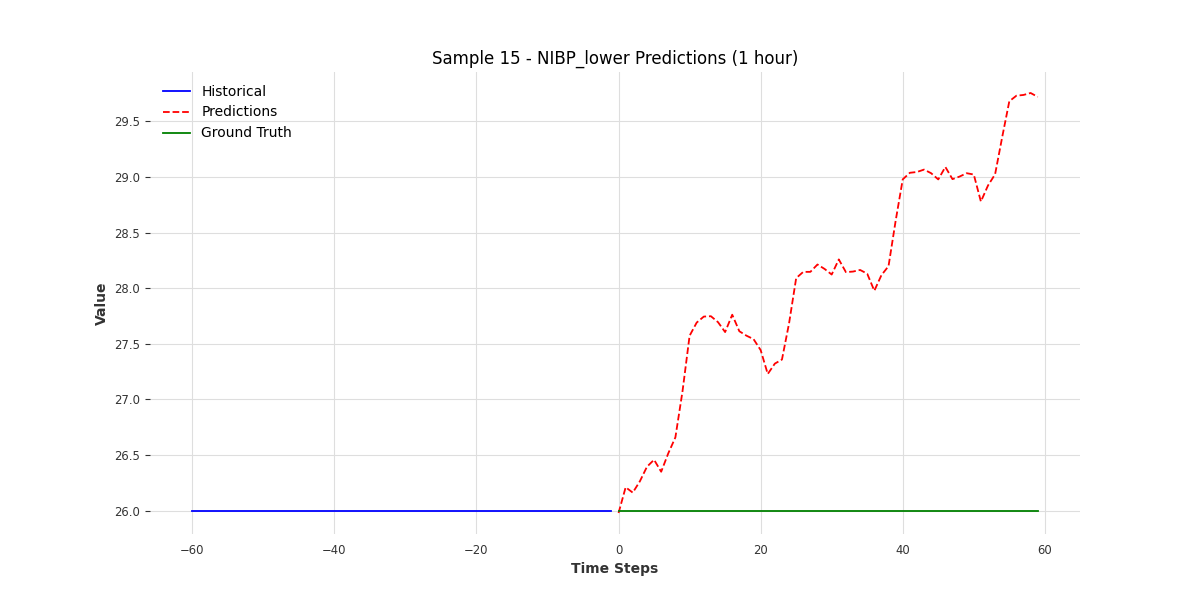 Sample 15 - NIBP_lower Predictions (1 hour)
Historical
Predictions
Ground Truth
29.5
29.0
28.5
28.0
27.5
27.0
26.5
26.0
Value
−60
−40
−20
0
20
40
60
Time Steps